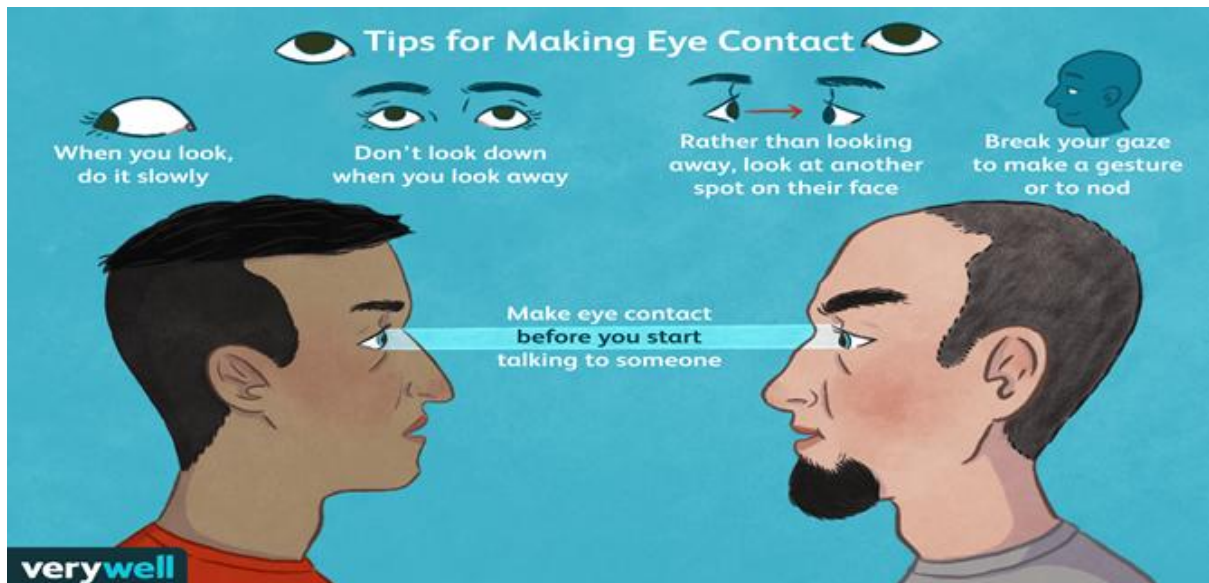 Tips for Making Eye Contact
When you look,
do it slowly
Don't look down
when you look away
Rather than looking
away, look at another
spot on their face
Break your gaze
to make a gesture
or to nod
Make eye contact
before you start
talking to someone
verywell